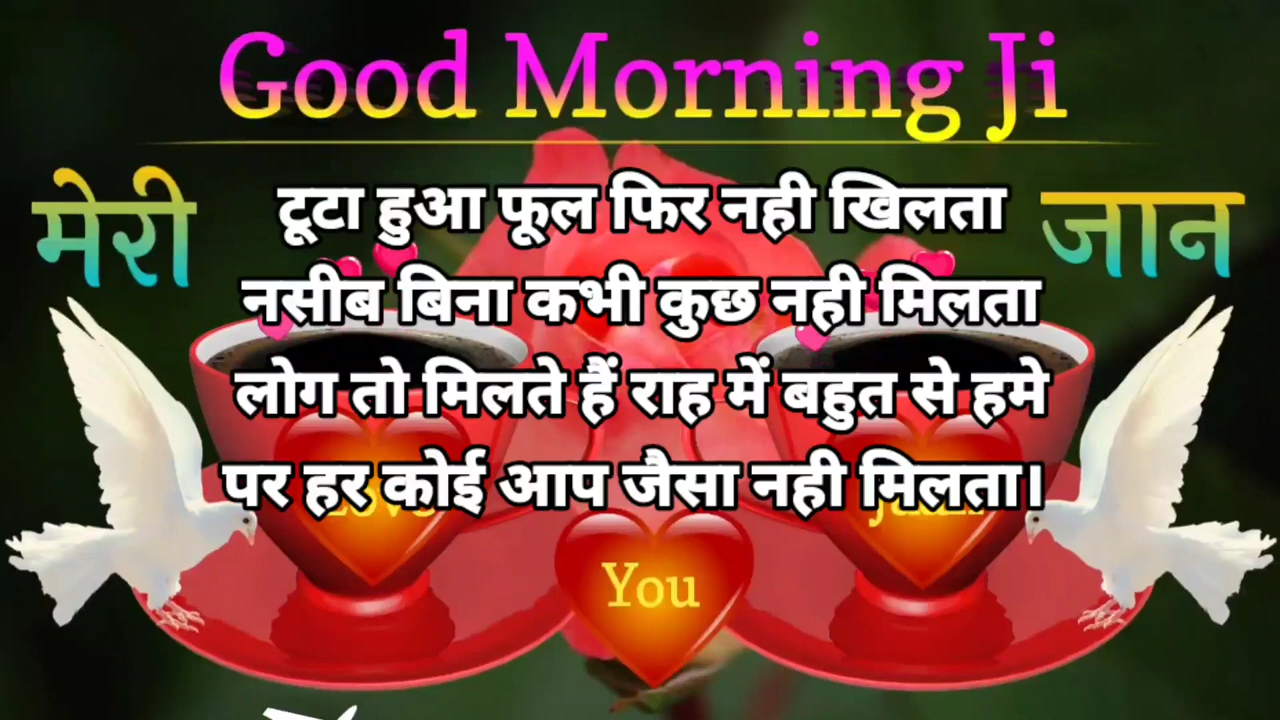 Good Morning Ji
मेरी
जान
टूटा हुआ फूल फिर नही खिलता
नसीब बिना कभी कुछ नही मिलता
लोग तो मिलते हैं राह में बहुत से हमे
पर हर कोई आप जैसा नही मिलता।
You